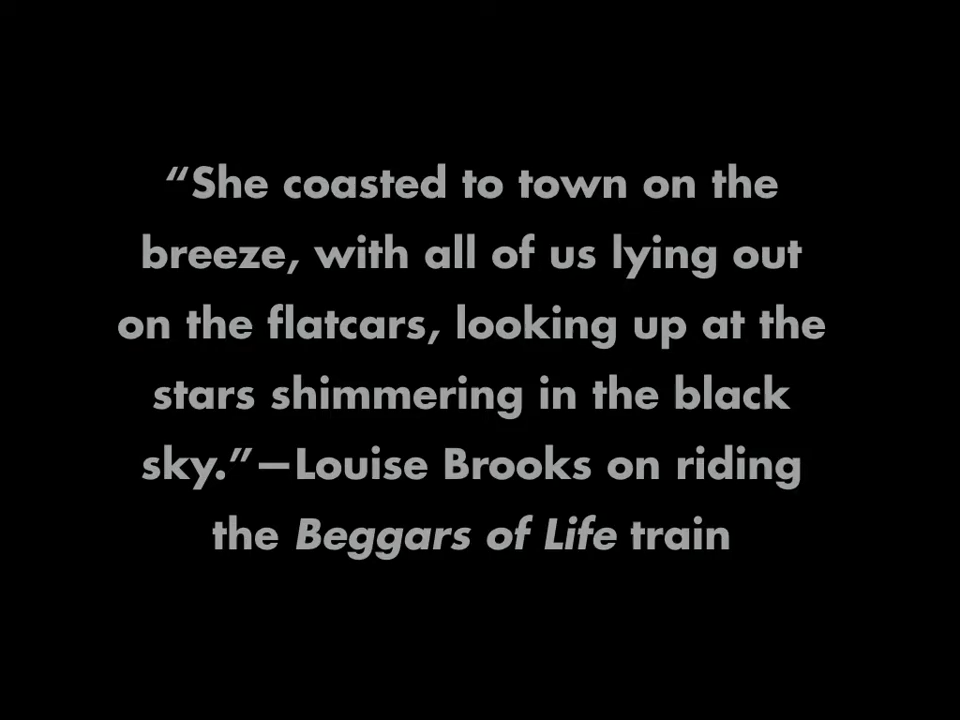 “She coasted to town on the
breeze, with all of us lying out
on the flatcars, looking up at the
stars shimmering in the black
sky.”—Louise Brooks on riding
the Beggars of Life train